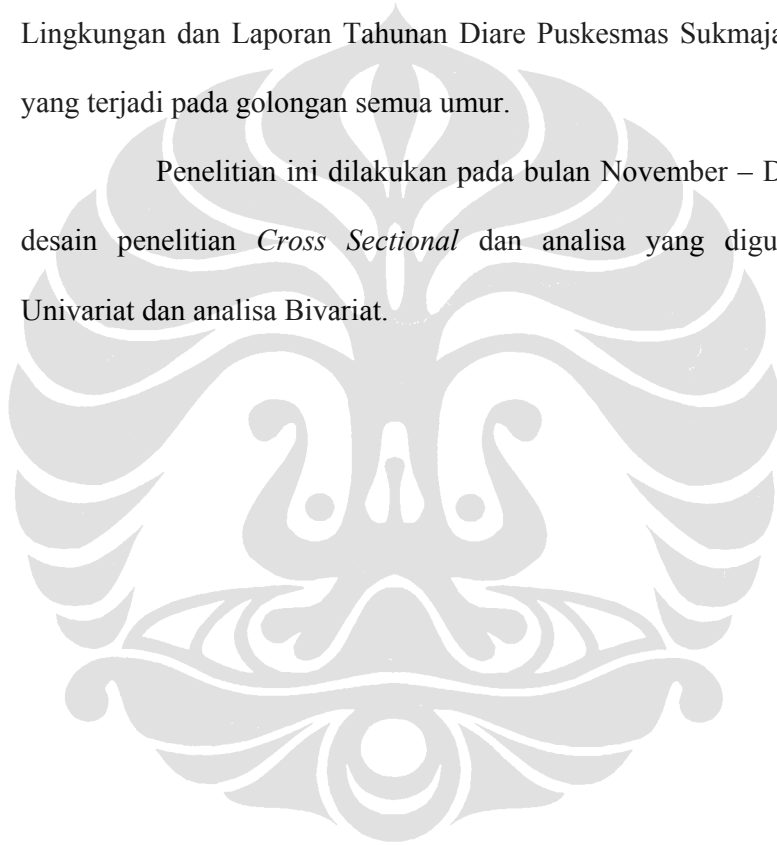 Lingkungan dan Laporan Tahunan Diare Puskesmas Sukmaja
yang terjadi pada golongan semua umur.
Penelitian ini dilakukan pada bulan November – D
desain penelitian Cross Sectional dan analisa yang digu
Univariat dan analisa Bivariat.